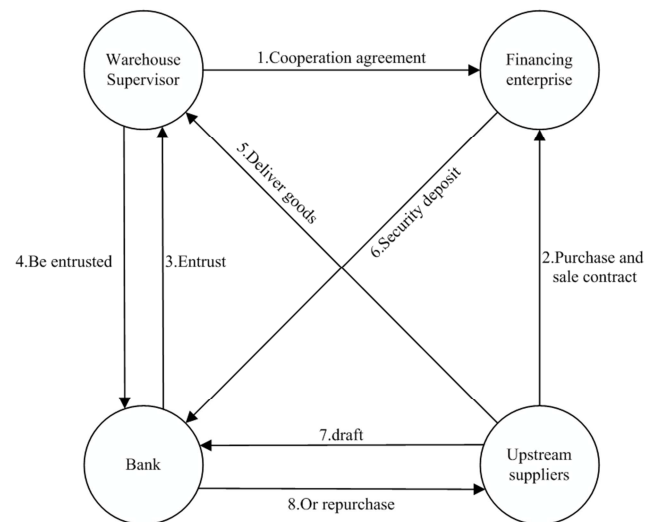 Warehouse
Supervisor
1.Cooperation agreement
Financing
enterprise
5.Deliver goods
6.Security deposit
4.Be entrusted
3.Entrust
2.Purchase and
sale contract
Bank
7.draft
8.Or repurchase
Upstream
suppliers